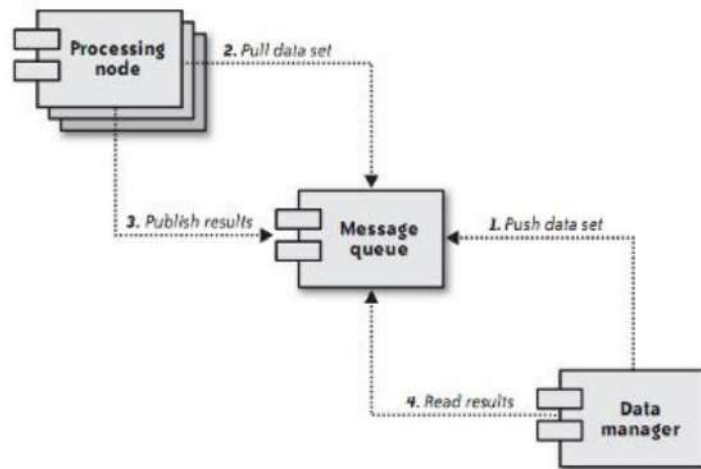 Processing
node
2. Pull data set
3. Publish results
Message
queue
1. Push data set
4. Read results
Data
manager